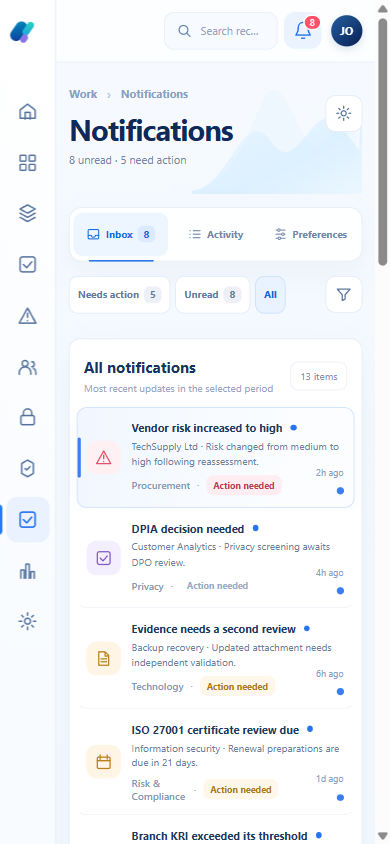 Search rec...
8
JO
Work › Notifications
Notifications
8 unread · 5 need action
Inbox 8
Activity
Preferences
Needs action 5
Unread 8
All
All notifications
Most recent updates in the selected period
13 items
Vendor risk increased to high
TechSupply Ltd · Risk changed from medium to
high following reassessment.
2h ago
Procurement · Action needed
DPIA decision needed
Customer Analytics · Privacy screening awaits
DPO review.
4h ago
Privacy · Action needed
Evidence needs a second review
Backup recovery · Updated attachment needs
independent validation.
6h ago
Technology · Action needed
ISO 27001 certificate review due
Information security · Renewal preparations are
due in 21 days.
1d ago
Risk &
Compliance · Action needed
Branch KRI exceeded its threshold